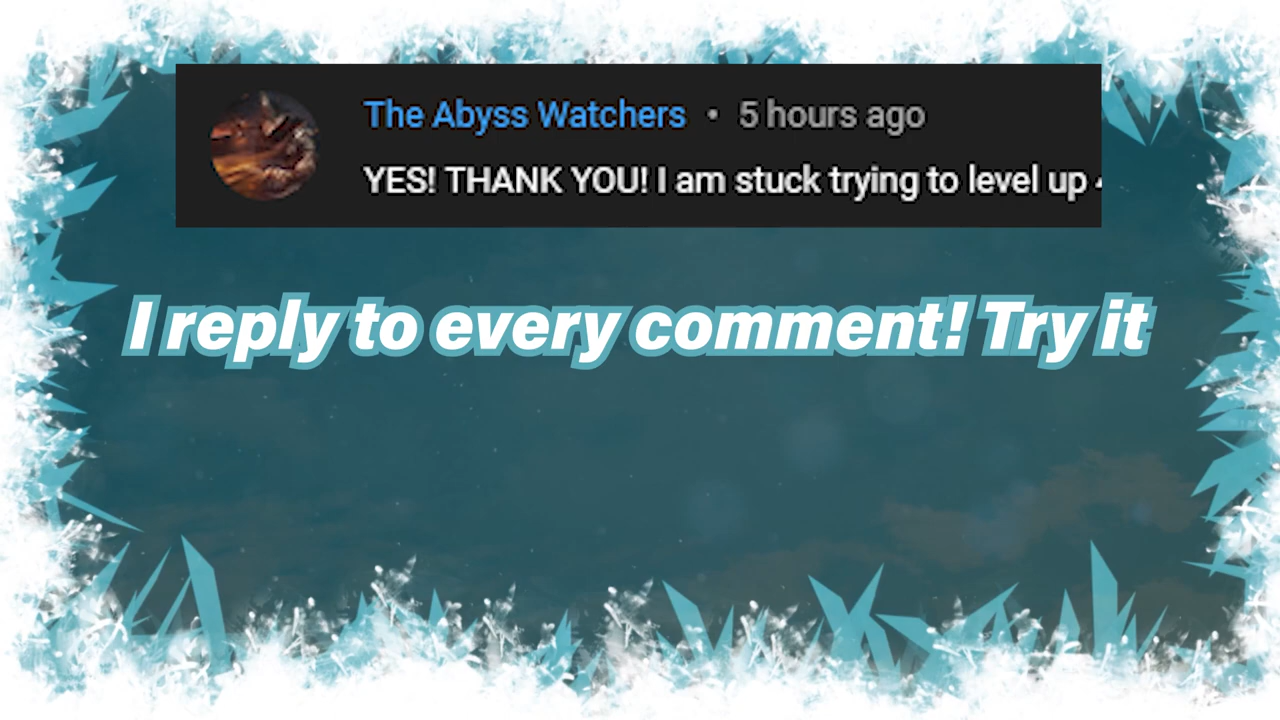 The Abyss Watchers • 5 hours ago
YES! THANK YOU! I am stuck trying to level up
I reply to every comment! Try it